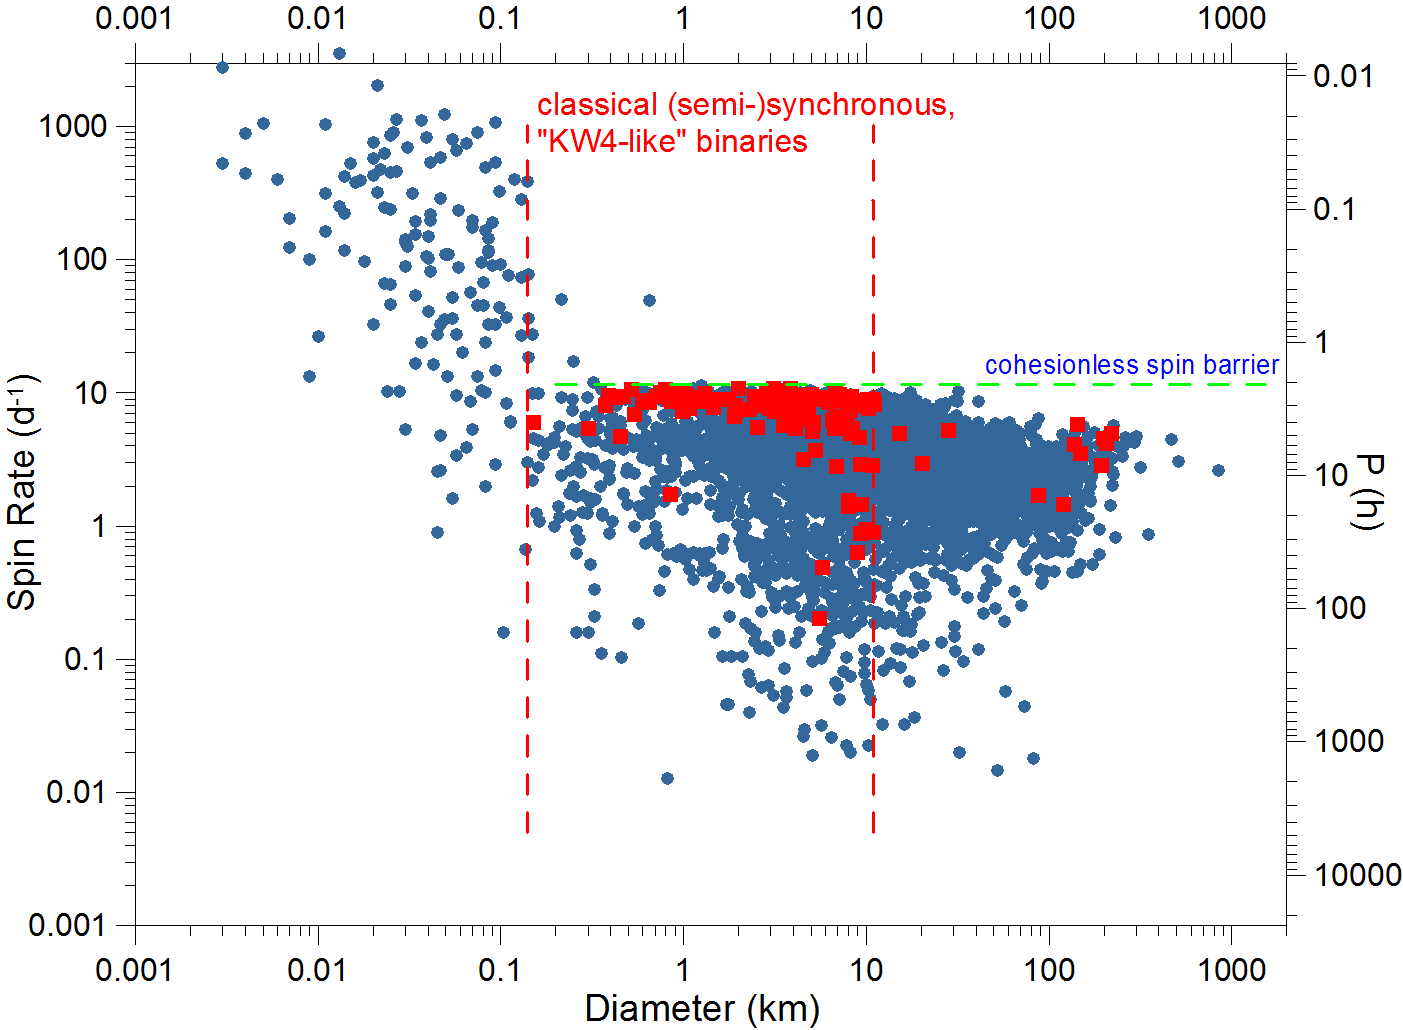 0.001 0.01 0.1 1 10 100 1000
classical (semi-)synchronous,
"KW4-like" binaries
cohesionless spin barrier
1000
100
10
1
0.1
0.01
0.001
Spin Rate (d-1)
0.01
0.1
1
10
100
1000
10000
P (h)
0.001 0.01 0.1 1 10 100 1000
Diameter (km)